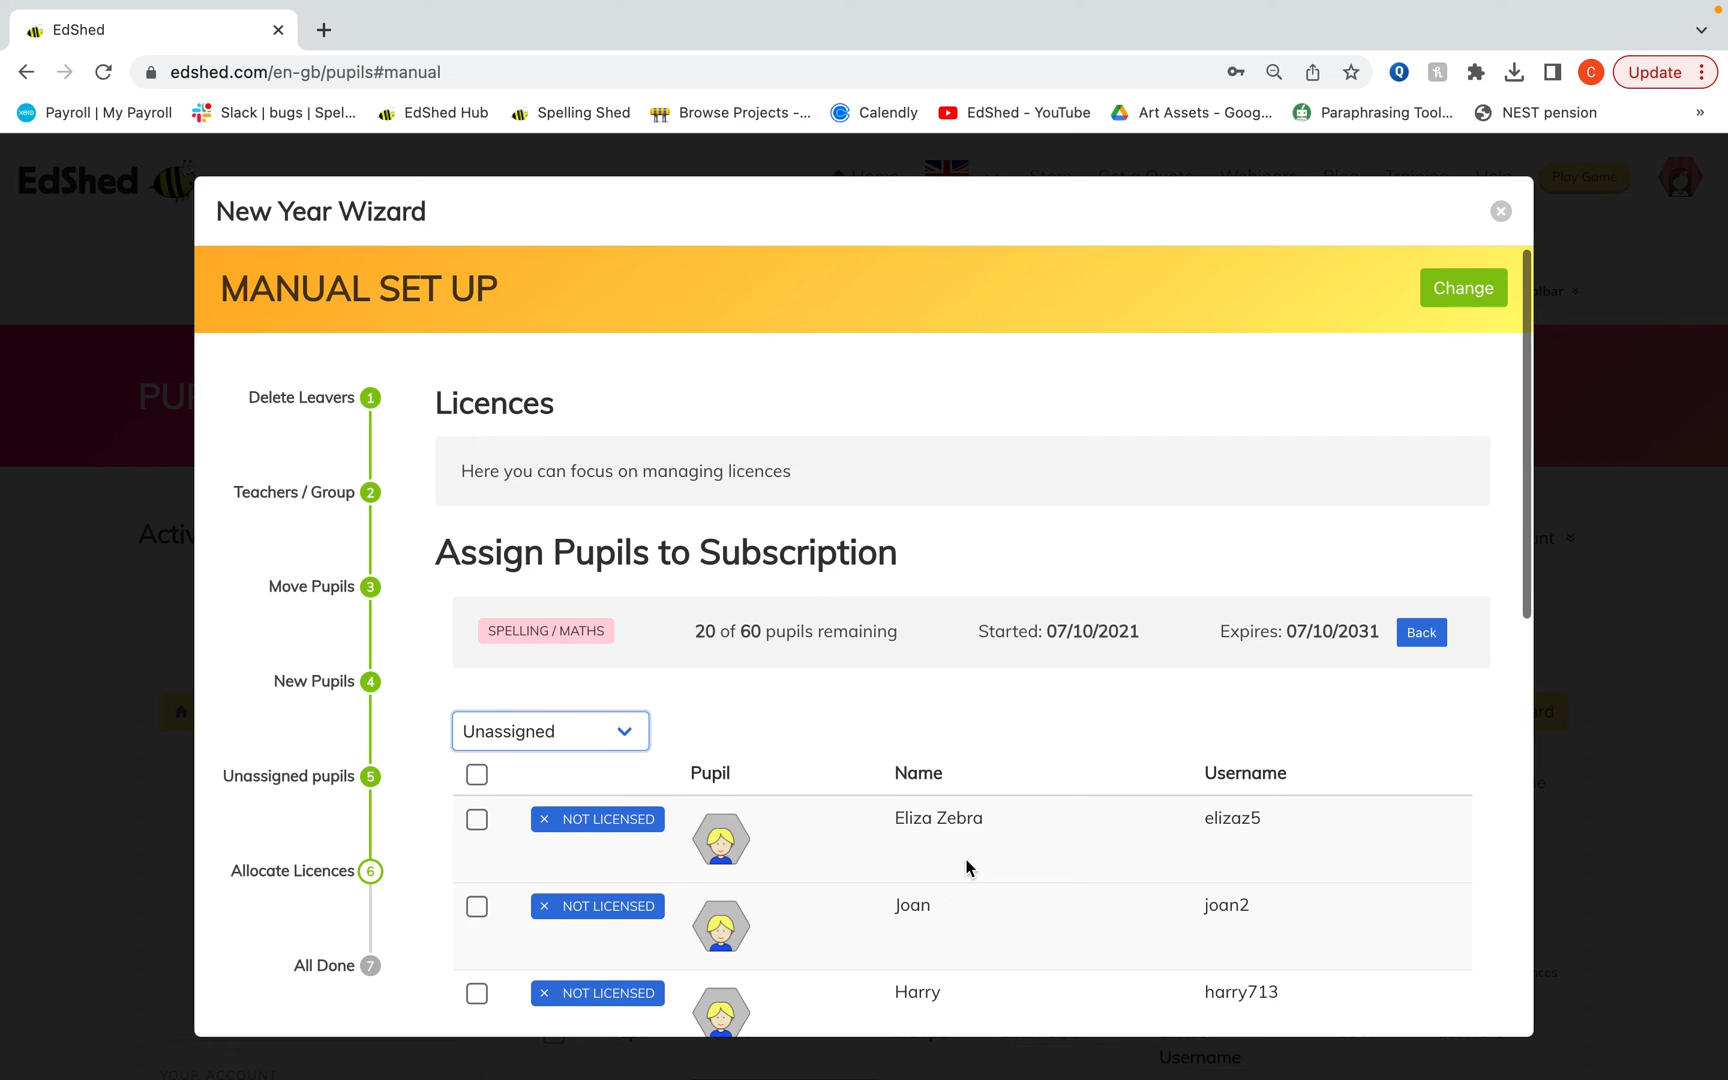 EdShed
edshed.com/en-gb/pupils#manual
Update
Payroll | My Payroll
Slack | bugs | Spel...
EdShed Hub
Spelling Shed
Browse Projects -...
Calendly
EdShed - YouTube
Art Assets - Goog...
Paraphrasing Tool...
NEST pension
»
EdShed
Home
Store
Get a Quote
Webinars
Blog
Training
Help
Play Game
New Year Wizard
MANUAL SET UP
Change
Delete Leavers 1
Teachers / Group 2
Move Pupils 3
New Pupils 4
Unassigned pupils 5
Allocate Licences 6
All Done 7
Licences
Here you can focus on managing licences
Assign Pupils to Subscription
SPELLING / MATHS
20 of 60 pupils remaining
Started: 07/10/2021
Expires: 07/10/2031
Back
Unassigned
Pupil
Name
Username
× NOT LICENSED
Eliza Zebra
elizaz5
× NOT LICENSED
Joan
joan2
× NOT LICENSED
Harry
harry713
Username
YOUR ACCOUNT